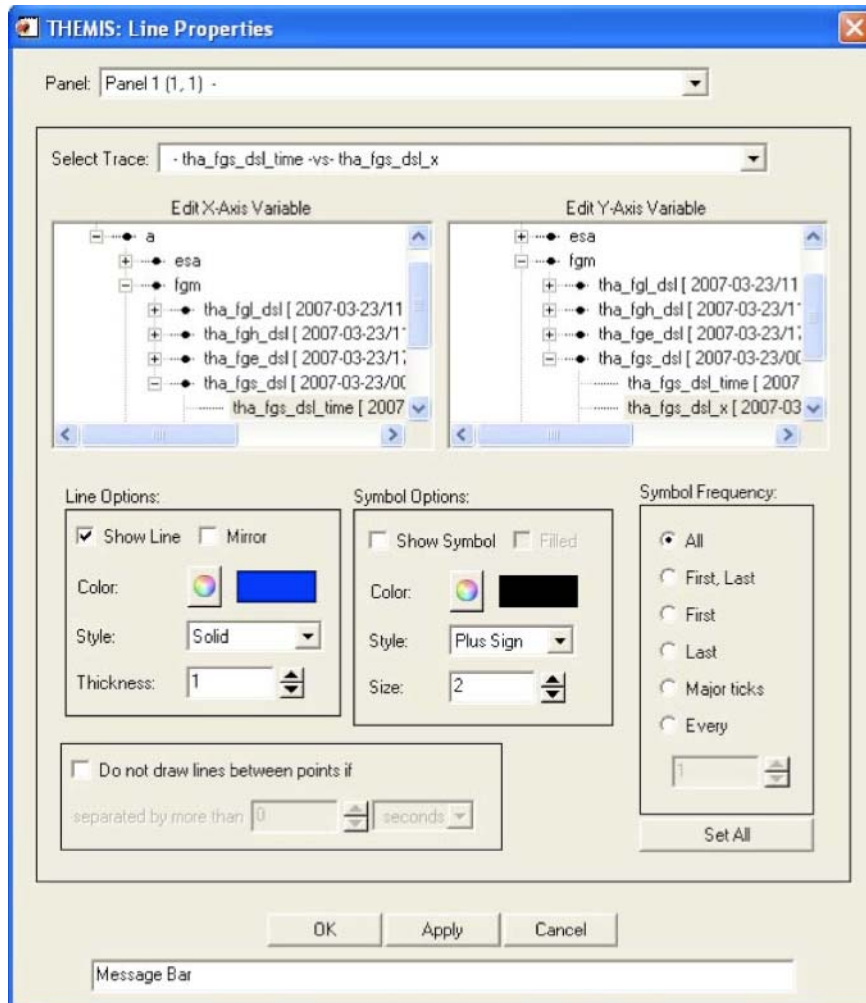 THEMIS: Line Properties
Panel: Panel 1 (1, 1) -
Select Trace: - tha_fgs_dsl_time -vs- tha_fgs_dsl_x
Edit X-Axis Variable
a
esa
fgm
tha_fgl_dsl [ 2007-03-23/11
tha_fgh_dsl [ 2007-03-23/1
tha_fge_dsl [ 2007-03-23/1
tha_fgs_dsl [ 2007-03-23/00
tha_fgs_dsl_time [ 2007
Edit Y-Axis Variable
esa
fgm
tha_fgl_dsl [ 2007-03-23/11
tha_fgh_dsl [ 2007-03-23/1
tha_fge_dsl [ 2007-03-23/1
tha_fgs_dsl [ 2007-03-23/00
tha_fgs_dsl_time [ 2007
tha_fgs_dsl_x [ 2007-03
Line Options:
Show Line Mirror
Color:
Style: Solid
Thickness: 1
Symbol Options:
Show Symbol Filled
Color:
Style: Plus Sign
Size: 2
Symbol Frequency:
All
First, Last
First
Last
Major ticks
Every
1
Set All
Do not draw lines between points if
separated by more than 0 seconds
OK Apply Cancel
Message Bar